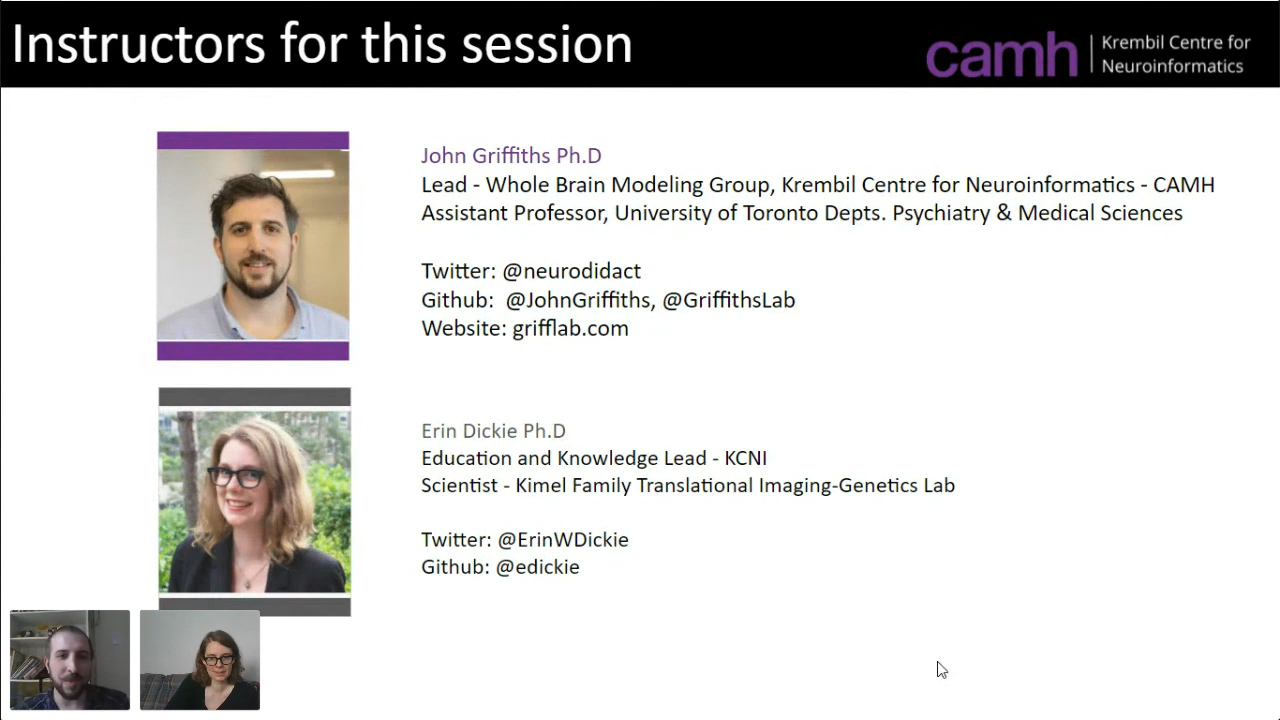 Instructors for this session
camh
Krembil Centre for
Neuroinformatics
John Griffiths Ph.D
Lead - Whole Brain Modeling Group, Krembil Centre for Neuroinformatics - CAMH
Assistant Professor, University of Toronto Depts. Psychiatry & Medical Sciences
Twitter: @neurodidact
Github: @JohnGriffiths, @GriffithsLab
Website: grifflab.com
Erin Dickie Ph.D
Education and Knowledge Lead - KCNI
Scientist - Kimel Family Translational Imaging-Genetics Lab
Twitter: @ErinWDickie
Github: @edickie